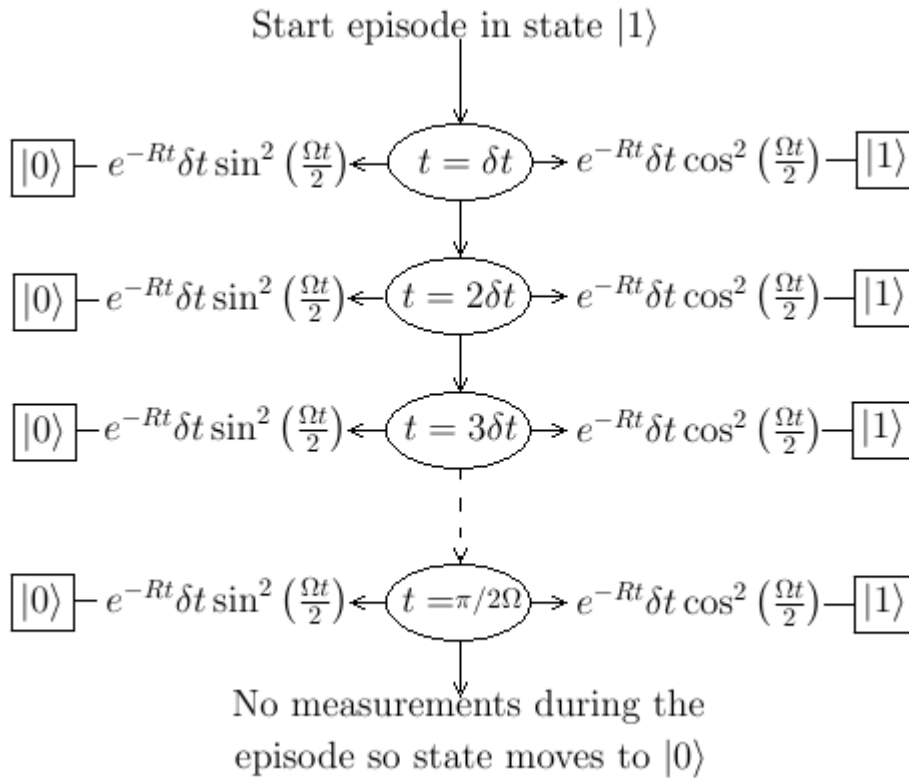 Start episode in state |1⟩
|0⟩ e^{-Rt} δt sin² (Ωt/2) t = δt e^{-Rt} δt cos² (Ωt/2) |1⟩
|0⟩ e^{-Rt} δt sin² (Ωt/2) t = 2δt e^{-Rt} δt cos² (Ωt/2) |1⟩
|0⟩ e^{-Rt} δt sin² (Ωt/2) t = 3δt e^{-Rt} δt cos² (Ωt/2) |1⟩
|0⟩ e^{-Rt} δt sin² (Ωt/2) t =π/2Ω e^{-Rt} δt cos² (Ωt/2) |1⟩
No measurements during the
episode so state moves to |0⟩